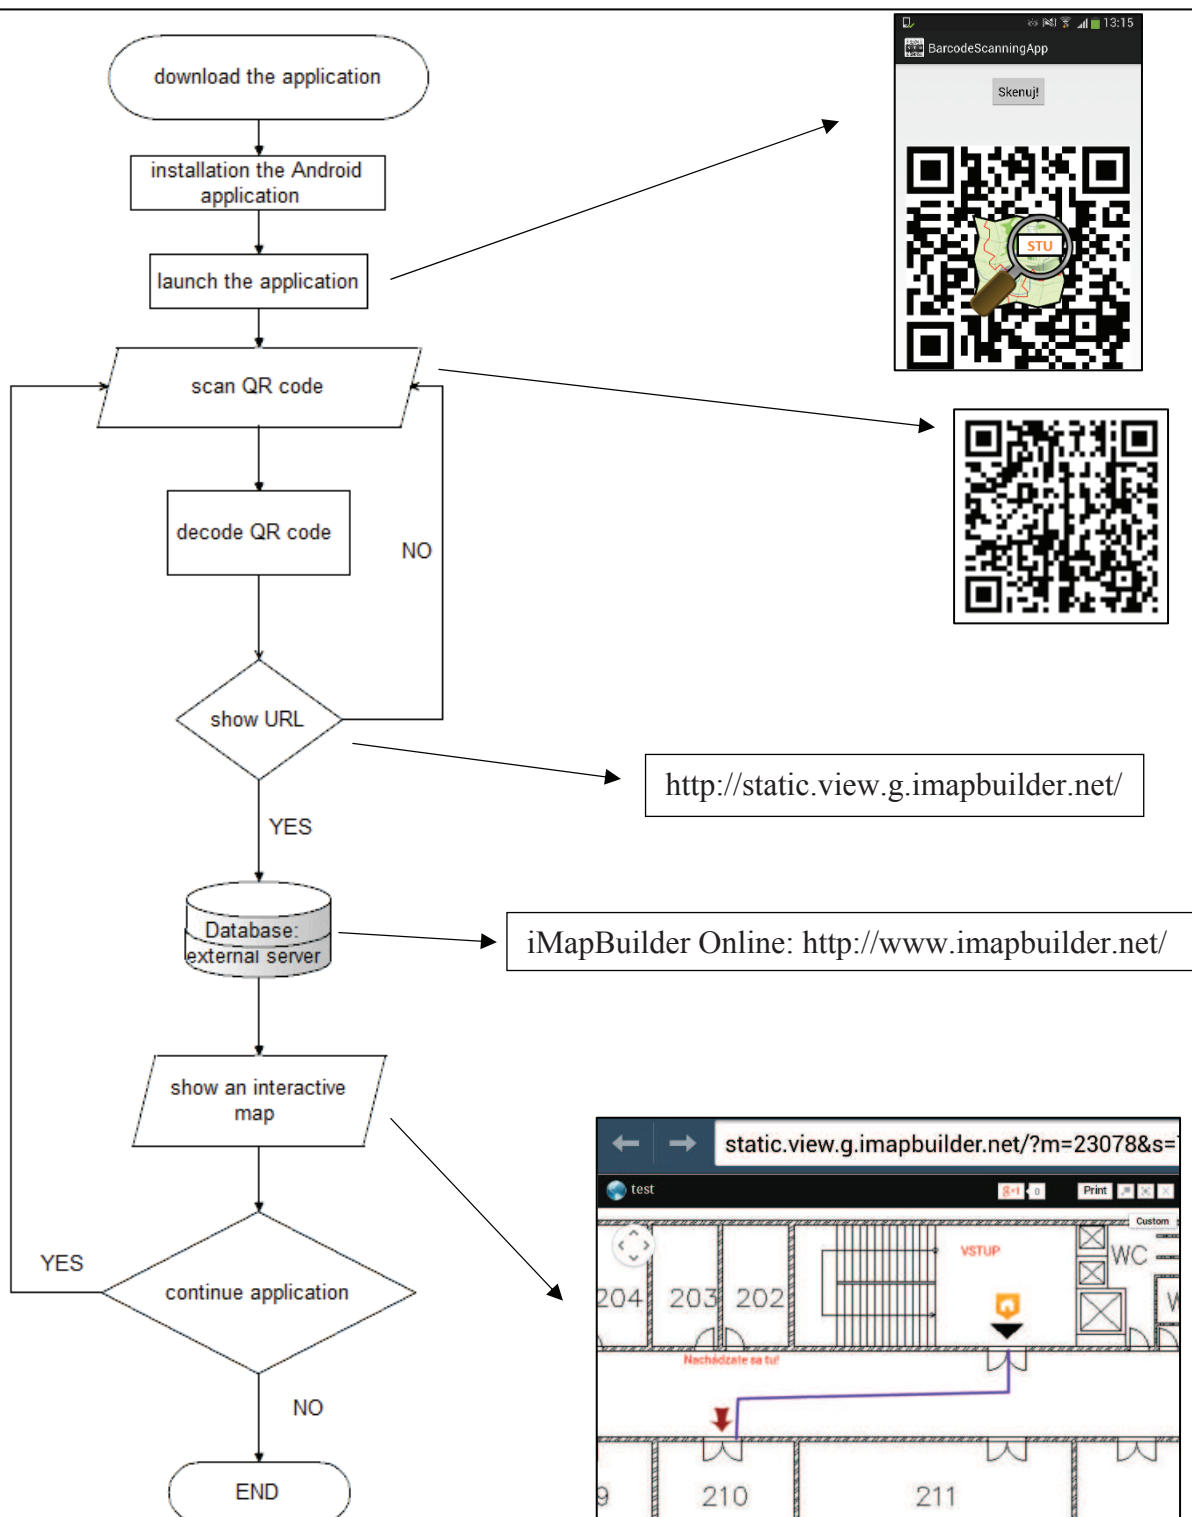 download the application
installation the Android
application
launch the application
scan QR code
decode QR code
NO
show URL
YES
Database:
external server
show an interactive
map
YES
continue application
NO
END
13:15
BarcodeScanningApp
Skenuj!
STU
http://static.view.g.imapbuilder.net/
iMapBuilder Online: http://www.imapbuilder.net/
static.view.g.imapbuilder.net/?m=23078&s=
test
g+1 0
Print
Custom
VSTUP
WC
204 203 202
Nachádzate sa tu!
9 210 211